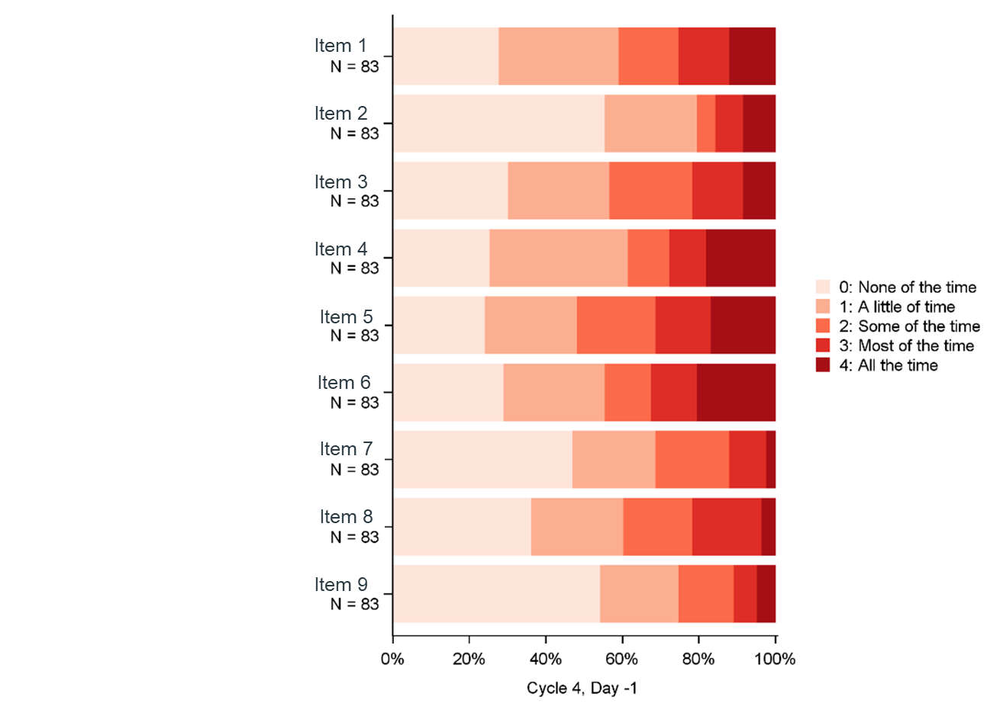 Item 1
N = 83
Item 2
N = 83
Item 3
N = 83
Item 4
N = 83
Item 5
N = 83
Item 6
N = 83
Item 7
N = 83
Item 8
N = 83
Item 9
N = 83
0% 20% 40% 60% 80% 100%
Cycle 4, Day -1
0: None of the time
1: A little of time
2: Some of the time
3: Most of the time
4: All the time